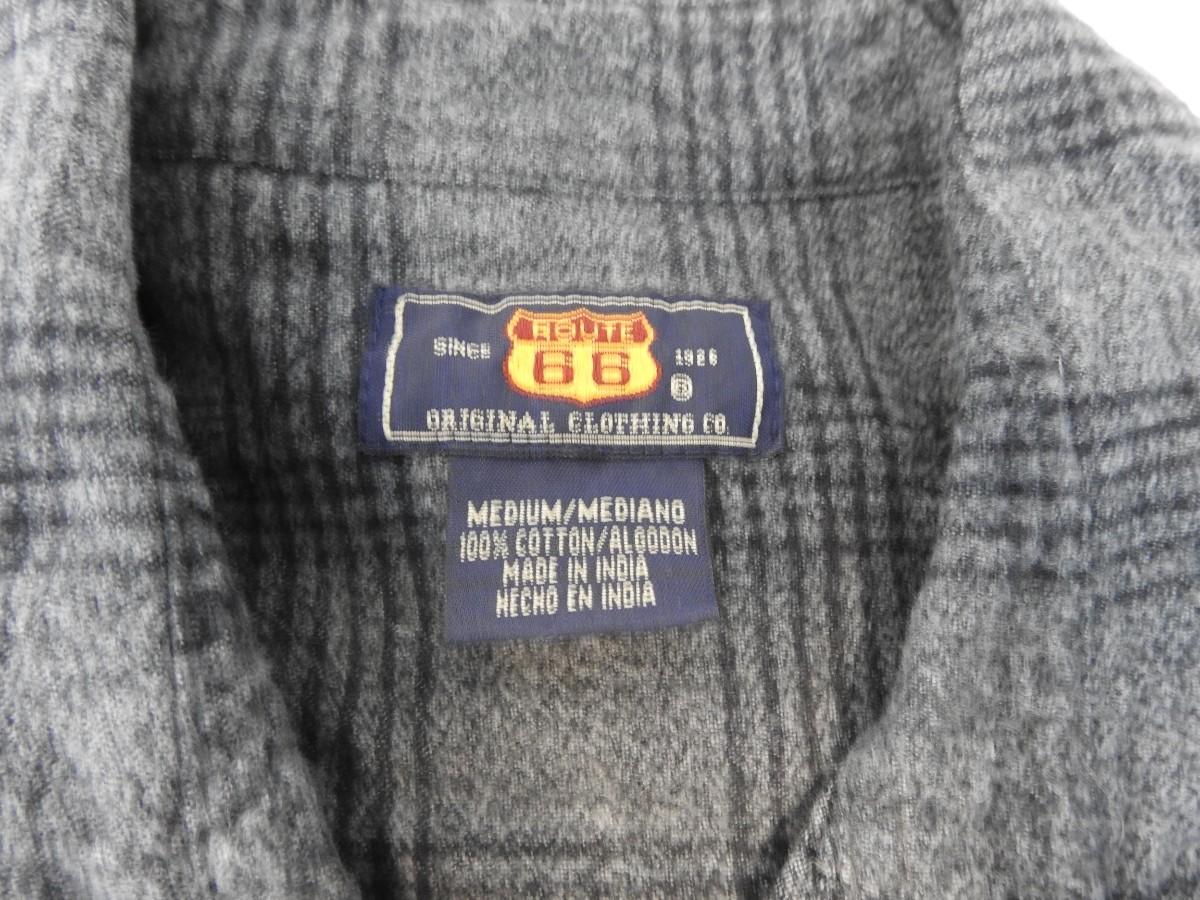 SINCE ROUTE 66 1926 ®
ORIGINAL CLOTHING CO.
MEDIUM/MEDIANO
100% COTTON/ALGODON
MADE IN INDIA
HECHO EN INDIA